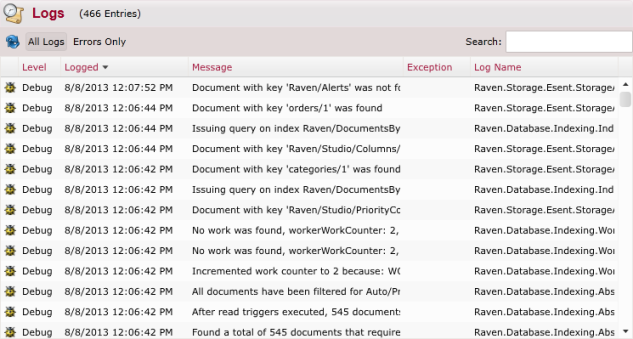 Logs (466 Entries)
All Logs Errors Only Search:
Level Logged Message Exception Log Name
Debug 8/8/2013 12:07:52 PM Document with key 'Raven/Alerts' was not fo Raven.Storage.Esent.Storage
Debug 8/8/2013 12:06:44 PM Document with key 'orders/1' was found Raven.Storage.Esent.Storage
Debug 8/8/2013 12:06:44 PM Issuing query on index Raven/DocumentsBy Raven.Database.Indexing.Ind
Debug 8/8/2013 12:06:44 PM Document with key 'Raven/Studio/Columns/ Raven.Storage.Esent.Storage
Debug 8/8/2013 12:06:42 PM Document with key 'categories/1' was found Raven.Storage.Esent.Storage
Debug 8/8/2013 12:06:42 PM Issuing query on index Raven/DocumentsBy Raven.Database.Indexing.Ind
Debug 8/8/2013 12:06:42 PM Document with key 'Raven/Studio/PriorityCo Raven.Storage.Esent.Storage
Debug 8/8/2013 12:06:42 PM No work was found, workerWorkCounter: 2, Raven.Database.Indexing.Wor
Debug 8/8/2013 12:06:42 PM No work was found, workerWorkCounter: 2, Raven.Database.Indexing.Wor
Debug 8/8/2013 12:06:42 PM Incremented work counter to 2 because: WO Raven.Database.Indexing.Wor
Debug 8/8/2013 12:06:42 PM All documents have been filtered for Auto/Pr Raven.Database.Indexing.Abs
Debug 8/8/2013 12:06:42 PM After read triggers executed, 545 document Raven.Database.Indexing.Abs
Debug 8/8/2013 12:06:42 PM Found a total of 545 documents that require Raven.Database.Indexing.Abs